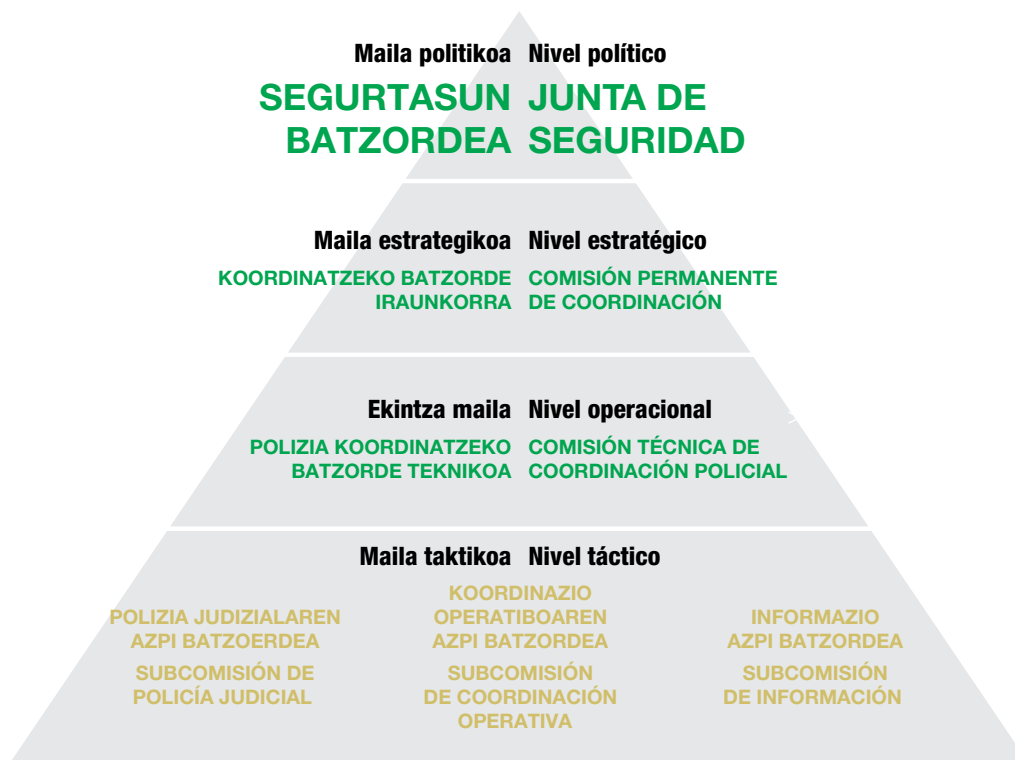 Maila politikoa Nivel político
SEGURTASUN JUNTA DE
BATZORDEA SEGURIDAD
Maila estrategikoa Nivel estratégico
KOORDINATZEKO BATZORDE COMISIÓN PERMANENTE
IRAUNKORRA DE COORDINACIÓN
Ekintza maila Nivel operacional
POLIZIA KOORDINATZEKO COMISIÓN TÉCNICA DE
BATZORDE TEKNIKOA COORDINACIÓN POLICIAL
Maila taktikoa Nivel táctico
POLIZIA JUDIZIALAREN
AZPI BATZOERDEA
SUBCOMISIÓN DE
POLICÍA JUDICIAL
KOORDINAZIO
OPERATIBOAREN
AZPI BATZORDEA
SUBCOMISIÓN
DE COORDINACIÓN
OPERATIVA
INFORMAZIO
AZPI BATZORDEA
SUBCOMISIÓN
DE INFORMACIÓN